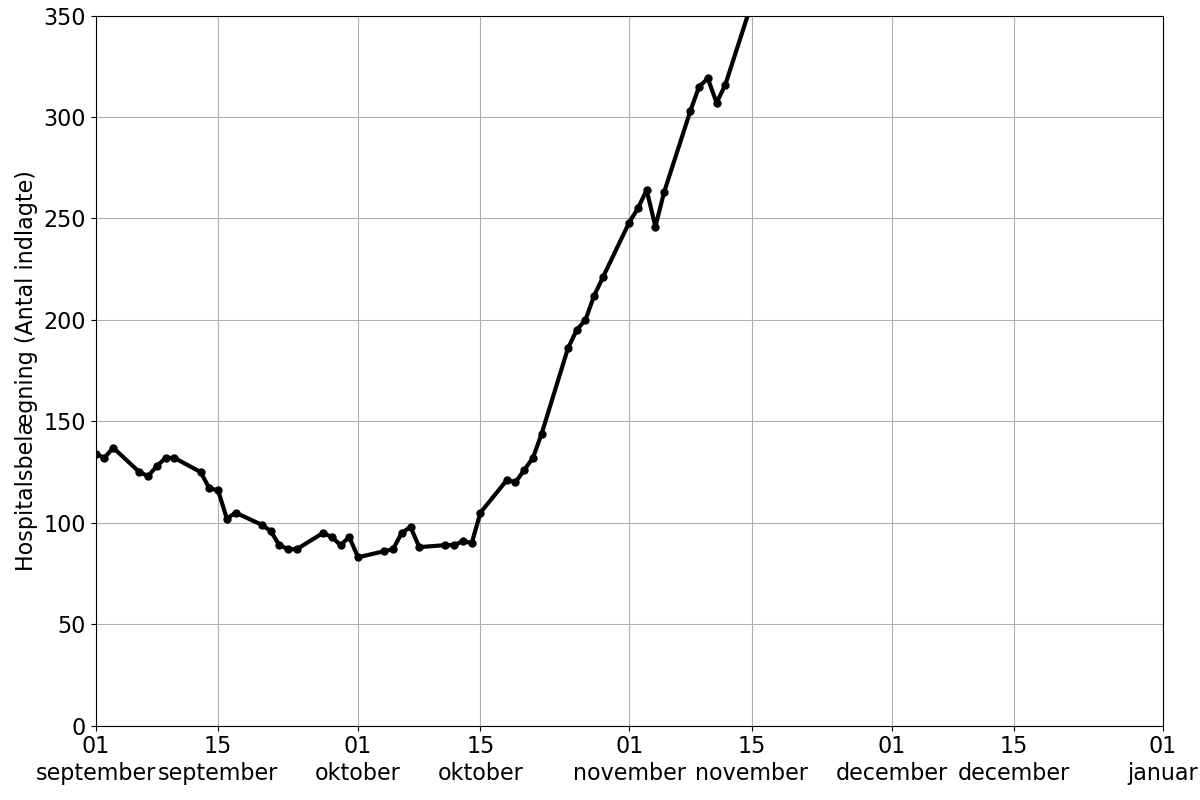 Hospitalsbelægning (Antal indlagte)
350
300
250
200
150
100
50
0
01 15 01 15 01 15 01 15 01
september september oktober oktober november november december december januar